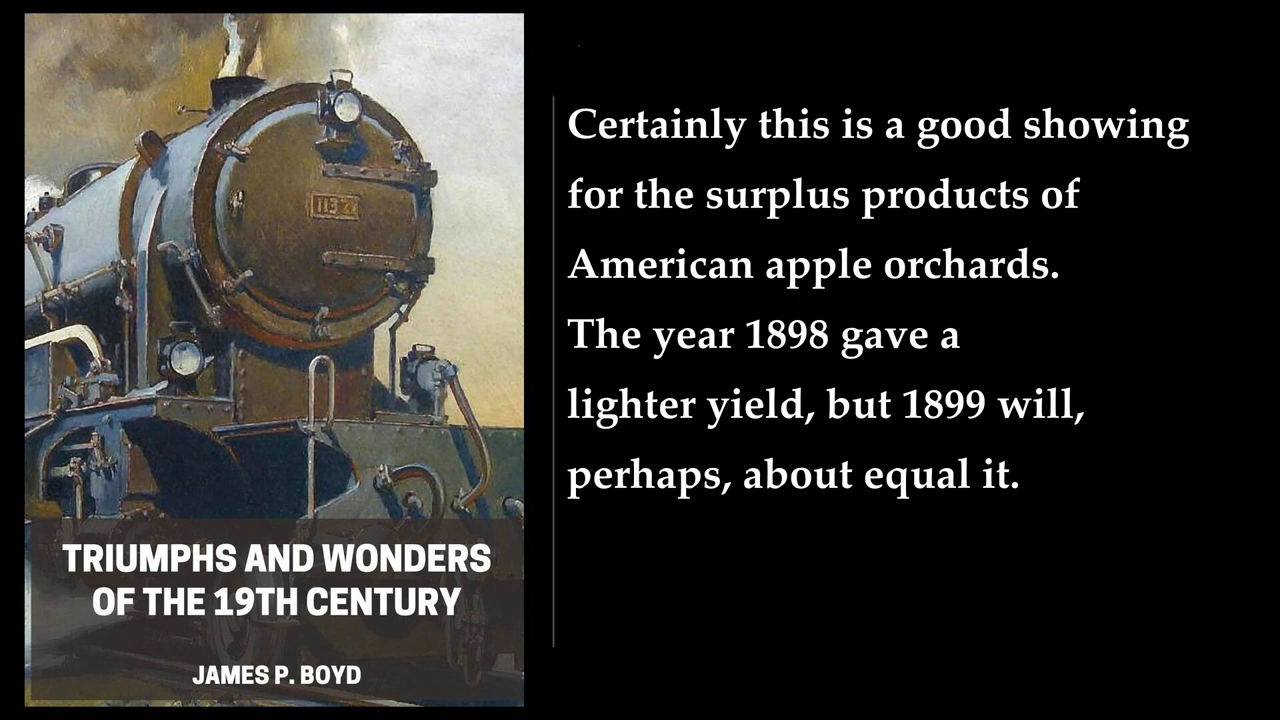 Certainly this is a good showing
for the surplus products of
American apple orchards.
The year 1898 gave a
lighter yield, but 1899 will,
perhaps, about equal it.
TRIUMPHS AND WONDERS
OF THE 19TH CENTURY
JAMES P. BOYD